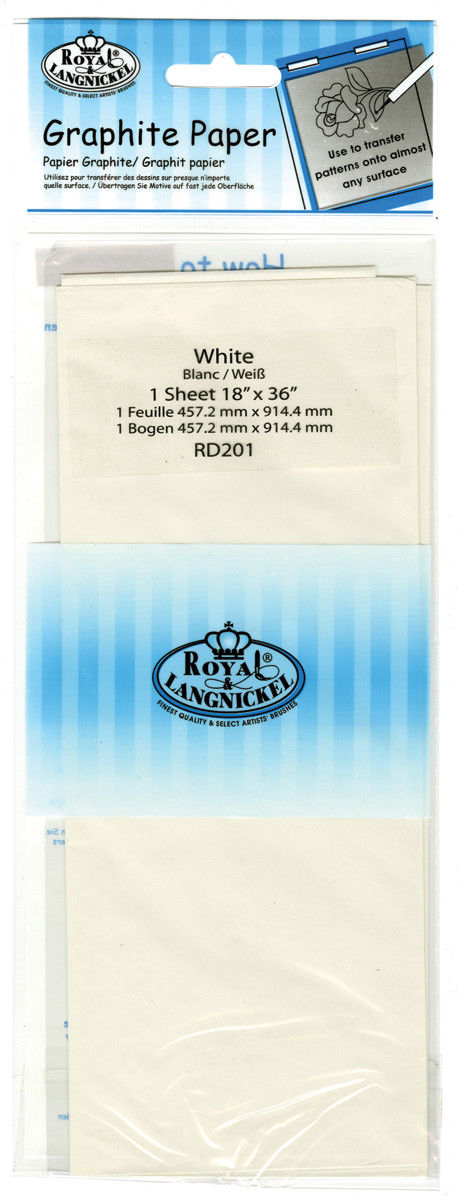 ROYAL ®
&
LANGNICKEL
FINEST QUALITY & SELECT ARTISTS' BRUSHES
Graphite Paper
Papier Graphite/ Graphit papier
Utilisez pour transférer des dessins sur presque n'importe
quelle surface. / Übertragen Sie Motive auf fast jede Oberfläche
Use to transfer
patterns onto almost
any surface
How to
White
Blanc / Weiß
1 Sheet 18” x 36”
1 Feuille 457.2 mm x 914.4 mm
1 Bogen 457.2 mm x 914.4 mm
RD201
ROYAL ®
&
LANGNICKEL
FINEST QUALITY & SELECT ARTISTS' BRUSHES